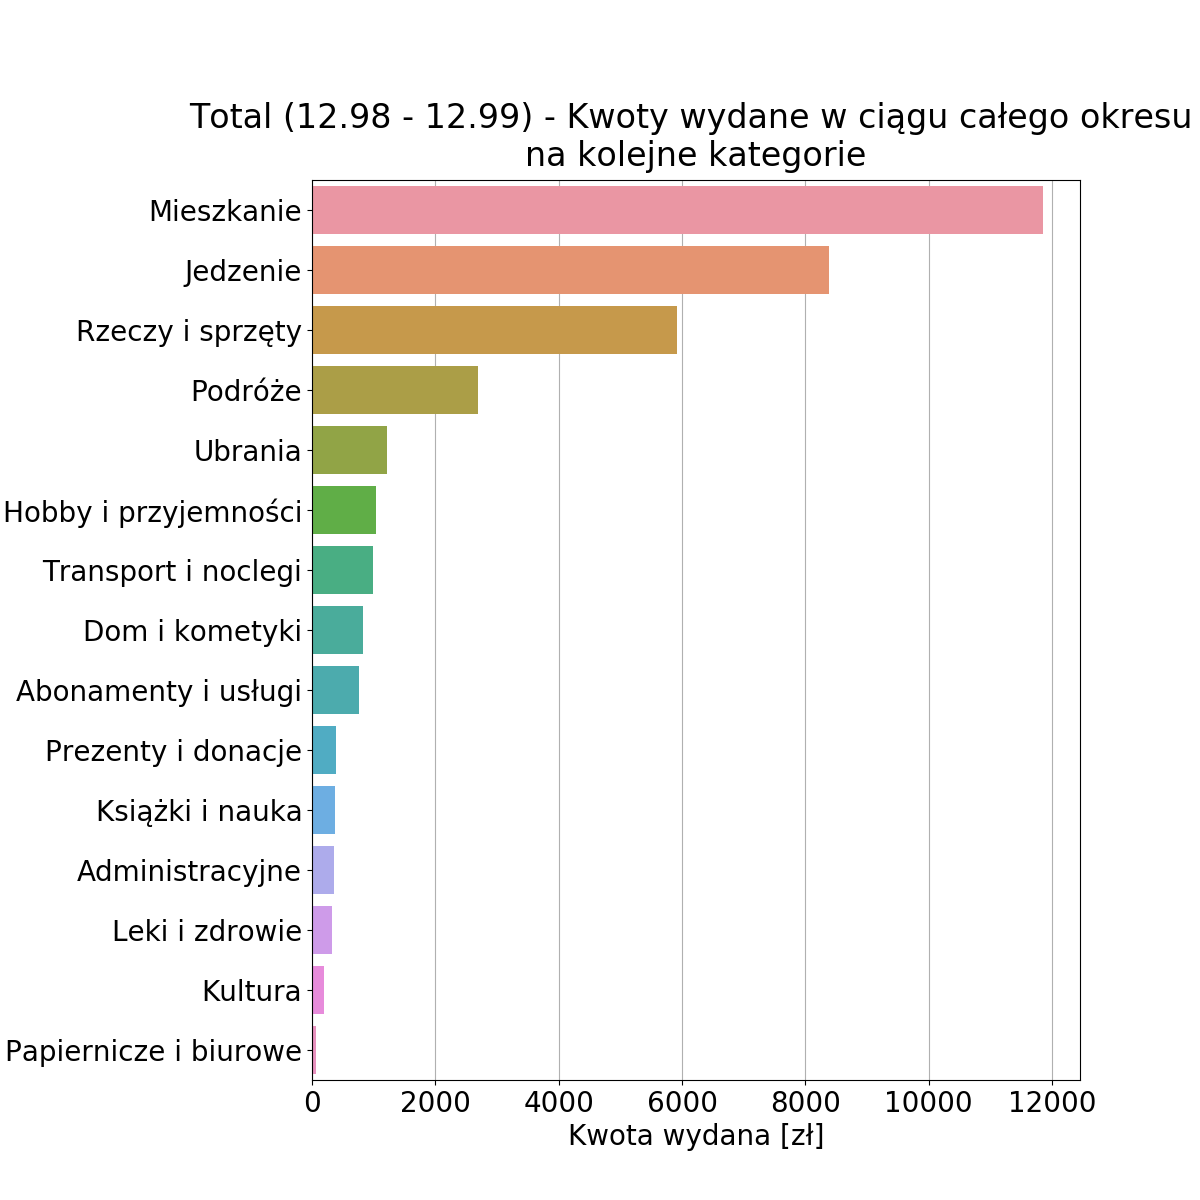 Total (12.98 - 12.99) - Kwoty wydane w ciągu całego okresu
na kolejne kategorie
Mieszkanie
Jedzenie
Rzeczy i sprzęty
Podróże
Ubrania
Hobby i przyjemności
Transport i noclegi
Dom i kometyki
Abonamenty i usługi
Prezenty i donacje
Książki i nauka
Administracyjne
Leki i zdrowie
Kultura
Papiernicze i biurowe
0 2000 4000 6000 8000 10000 12000
Kwota wydana [zł]